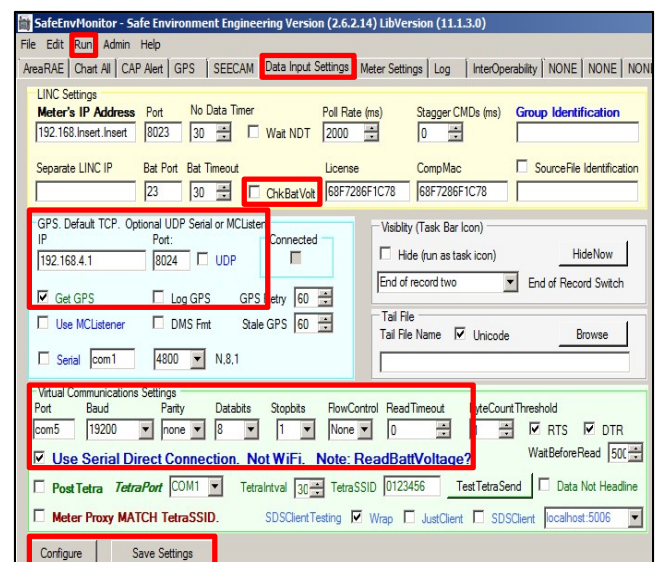 SafeEnvMonitor - Safe Environment Engineering Version (2.6.2.14) LibVersion (11.1.3.0)
File Edit Run Admin Help
AreaRAE Chart All CAP Alert GPS SEECAM Data Input Settings Meter Settings Log InterOperability NONE NONE NON
LINC Settings
Meter's IP Address Port No Data Timer Poll Rate (ms) Stagger CMDs (ms) Group Identification
192.168.Insert.Insert 8023 30 Wait NDT 2000 0
Separate LINC IP Bat Port Bat Timeout License CompMac SourceFile Identification
23 30 ChkBatVolt 68F7286F1C78 68F7286F1C78
GPS. Default TCP. Optional UDP Serial or MCListen
IP Port: Connected
192.168.4.1 8024 UDP
Get GPS Log GPS GPS Retry 60
Use MCListener DMS Fmt Stale GPS 60
Serial com1 4800 N,8,1
Visiblity (Task Bar Icon)
Hide (run as task icon) HideNow
End of record two End of Record Switch
Tail File
Tail File Name Unicode Browse
Virtual Communications Settings
Port Baud Parity Databits Stopbits FlowControl ReadTimeout ByteCountThreshold
com5 19200 none 8 1 None 0 RTS DTR
Use Serial Direct Connection. Not WiFi. Note: ReadBattVoltage? WaitBeforeRead 500
PostTetra TetraPort COM1 TetraIntval 30 TetraSSID 0123456 TestTetraSend Data Not Headline
Meter Proxy MATCH TetraSSID. SDSClientTesting Wrap JustClient SDSClient localhost:5006
Configure Save Settings